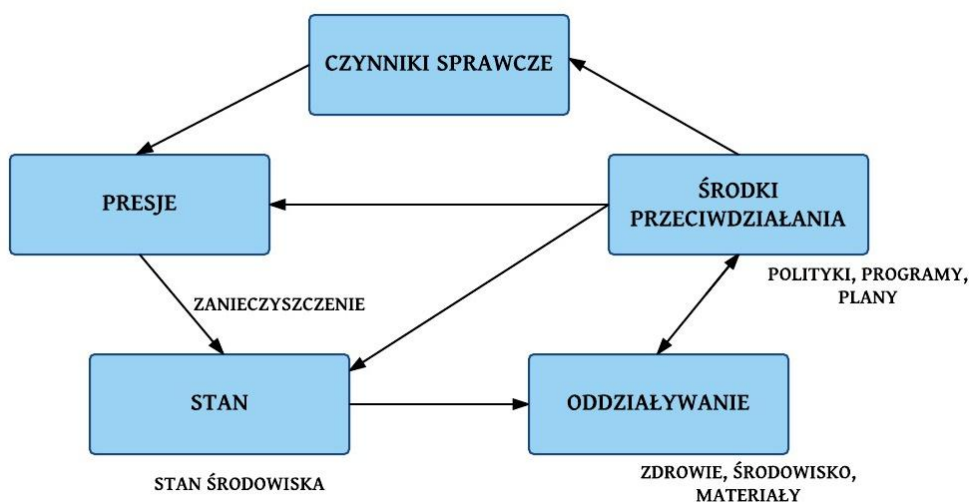 CZYNNIKI SPRAWCZE
PRESJE
ŚRODKI
PRZECIWDZIAŁANIA
POLITYKI, PROGRAMY,
PLANY
ZANIECZYSZCZENIE
STAN
ODDZIAŁYWANIE
STAN ŚRODOWISKA
ZDROWIE, ŚRODOWISKO,
MATERIAŁY